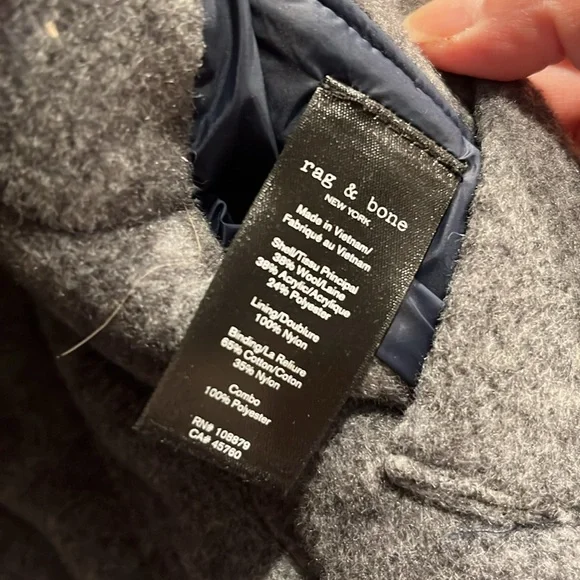 rag & bone
NEW YORK
Made in Vietnam/
Fabriqué au Vietnam
Shell/Tissu Principal
38% Wool/Laine
38% Acrylic/Acrylique
24% Polyester
Lining/Doublure
100% Nylon
Binding/La Reliure
65% Cotton/Coton
35% Nylon
Combo
100% Polyester
RN# 108879
CA# 45760